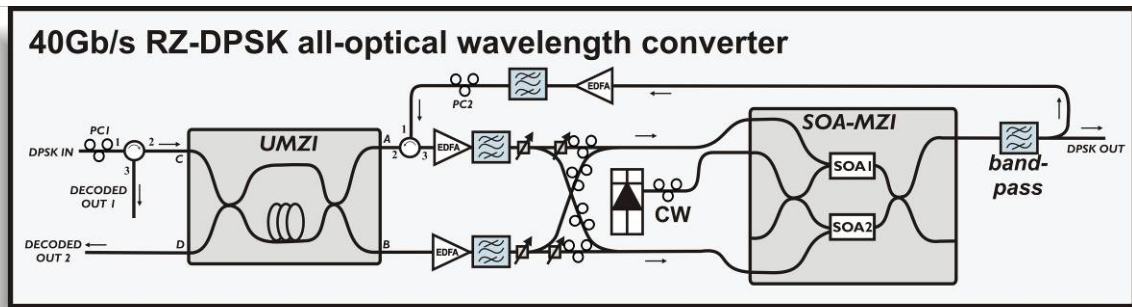 40Gb/s RZ-DPSK all-optical wavelength converter
EDFA
PC2
PC1
1
2
3
DPSK IN
C
DECODED
OUT 1
DECODED
OUT 2
D
UMZI
A
B
1
2
3
EDFA
EDFA
CW
SOA-MZI
SOA1
SOA2
band-
pass
DPSK OUT